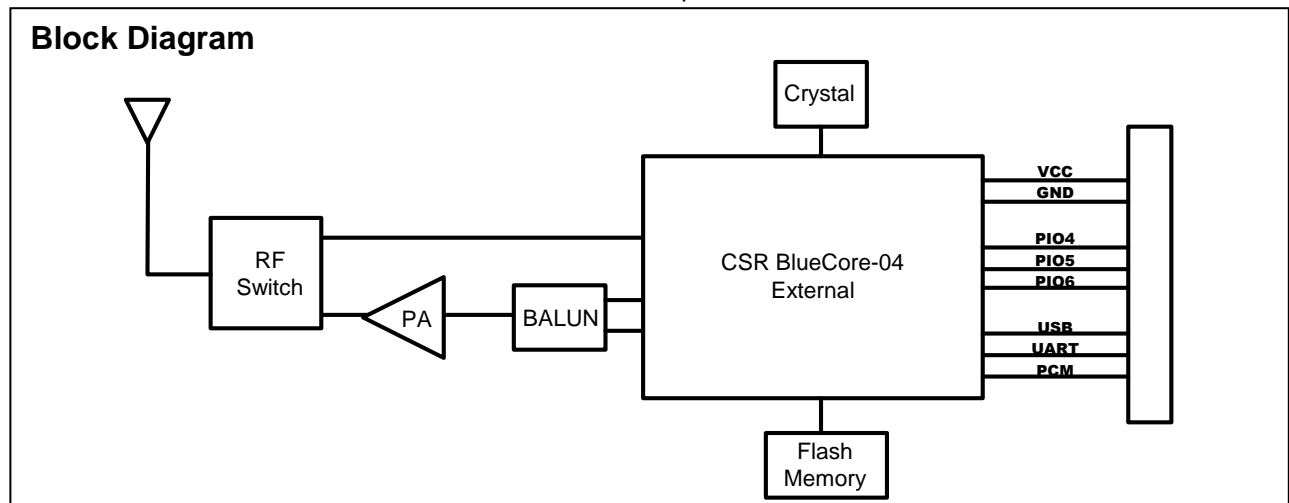 Block Diagram
Crystal
VCC
GND
PIO4
PIO5
PIO6
USB
UART
PCM
CSR BlueCore-04
External
RF
Switch
PA
BALUN
Flash
Memory